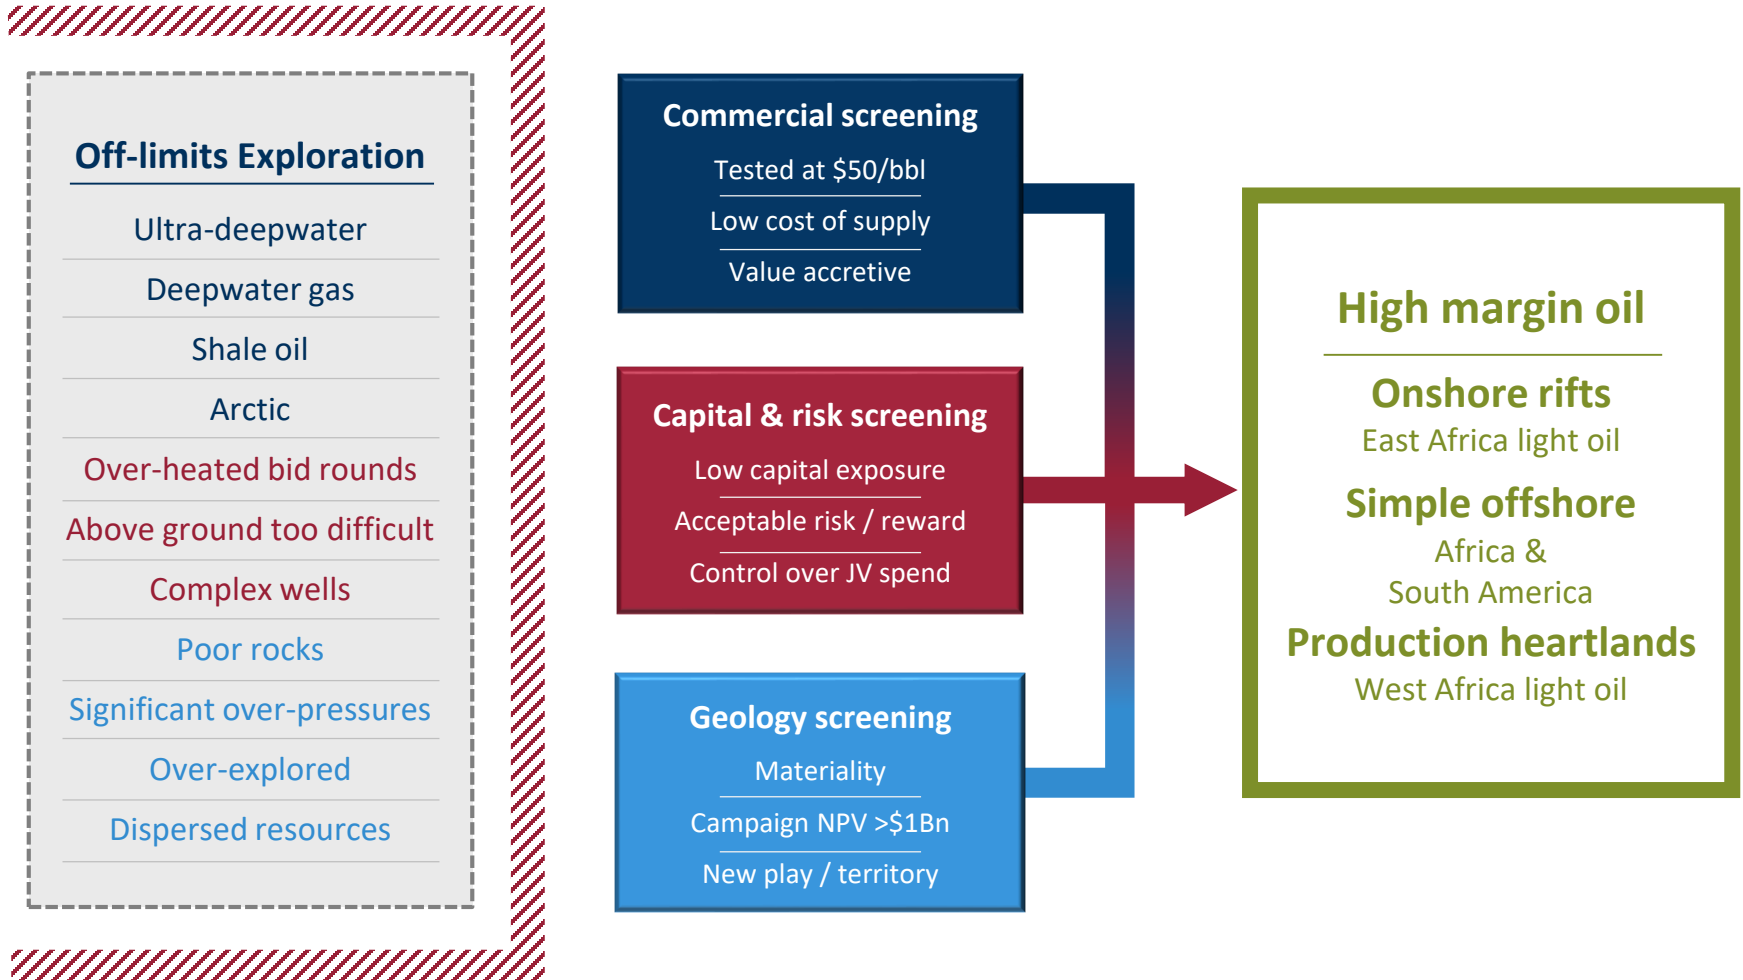 Off-limits Exploration
Ultra-deepwater
Deepwater gas
Shale oil
Arctic
Over-heated bid rounds
Above ground too difficult
Complex wells
Poor rocks
Significant over-pressures
Over-explored
Dispersed resources
Commercial screening
Tested at $50/bbl
Low cost of supply
Value accretive
Capital & risk screening
Low capital exposure
Acceptable risk / reward
Control over JV spend
Geology screening
Materiality
Campaign NPV >$1Bn
New play / territory
High margin oil
Onshore rifts
East Africa light oil
Simple offshore
Africa &
South America
Production heartlands
West Africa light oil